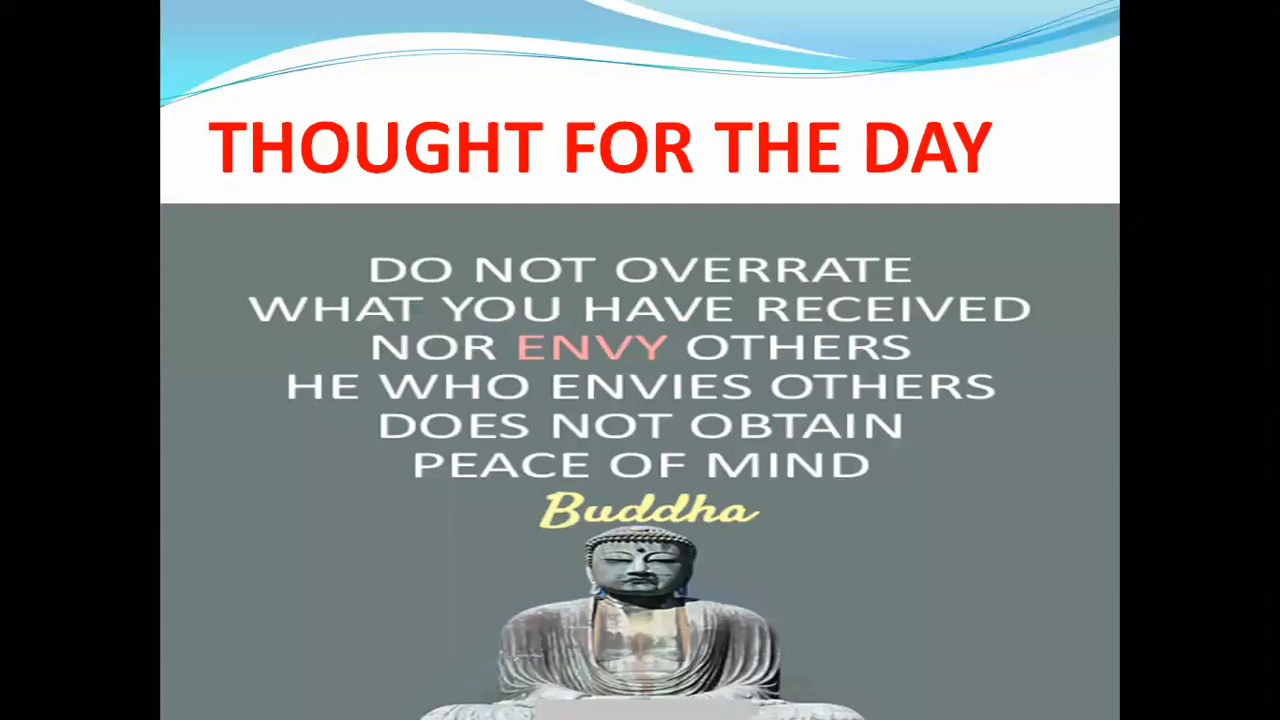 THOUGHT FOR THE DAY
DO NOT OVERRATE
WHAT YOU HAVE RECEIVED
NOR ENVY OTHERS
HE WHO ENVIES OTHERS
DOES NOT OBTAIN
PEACE OF MIND
Buddha